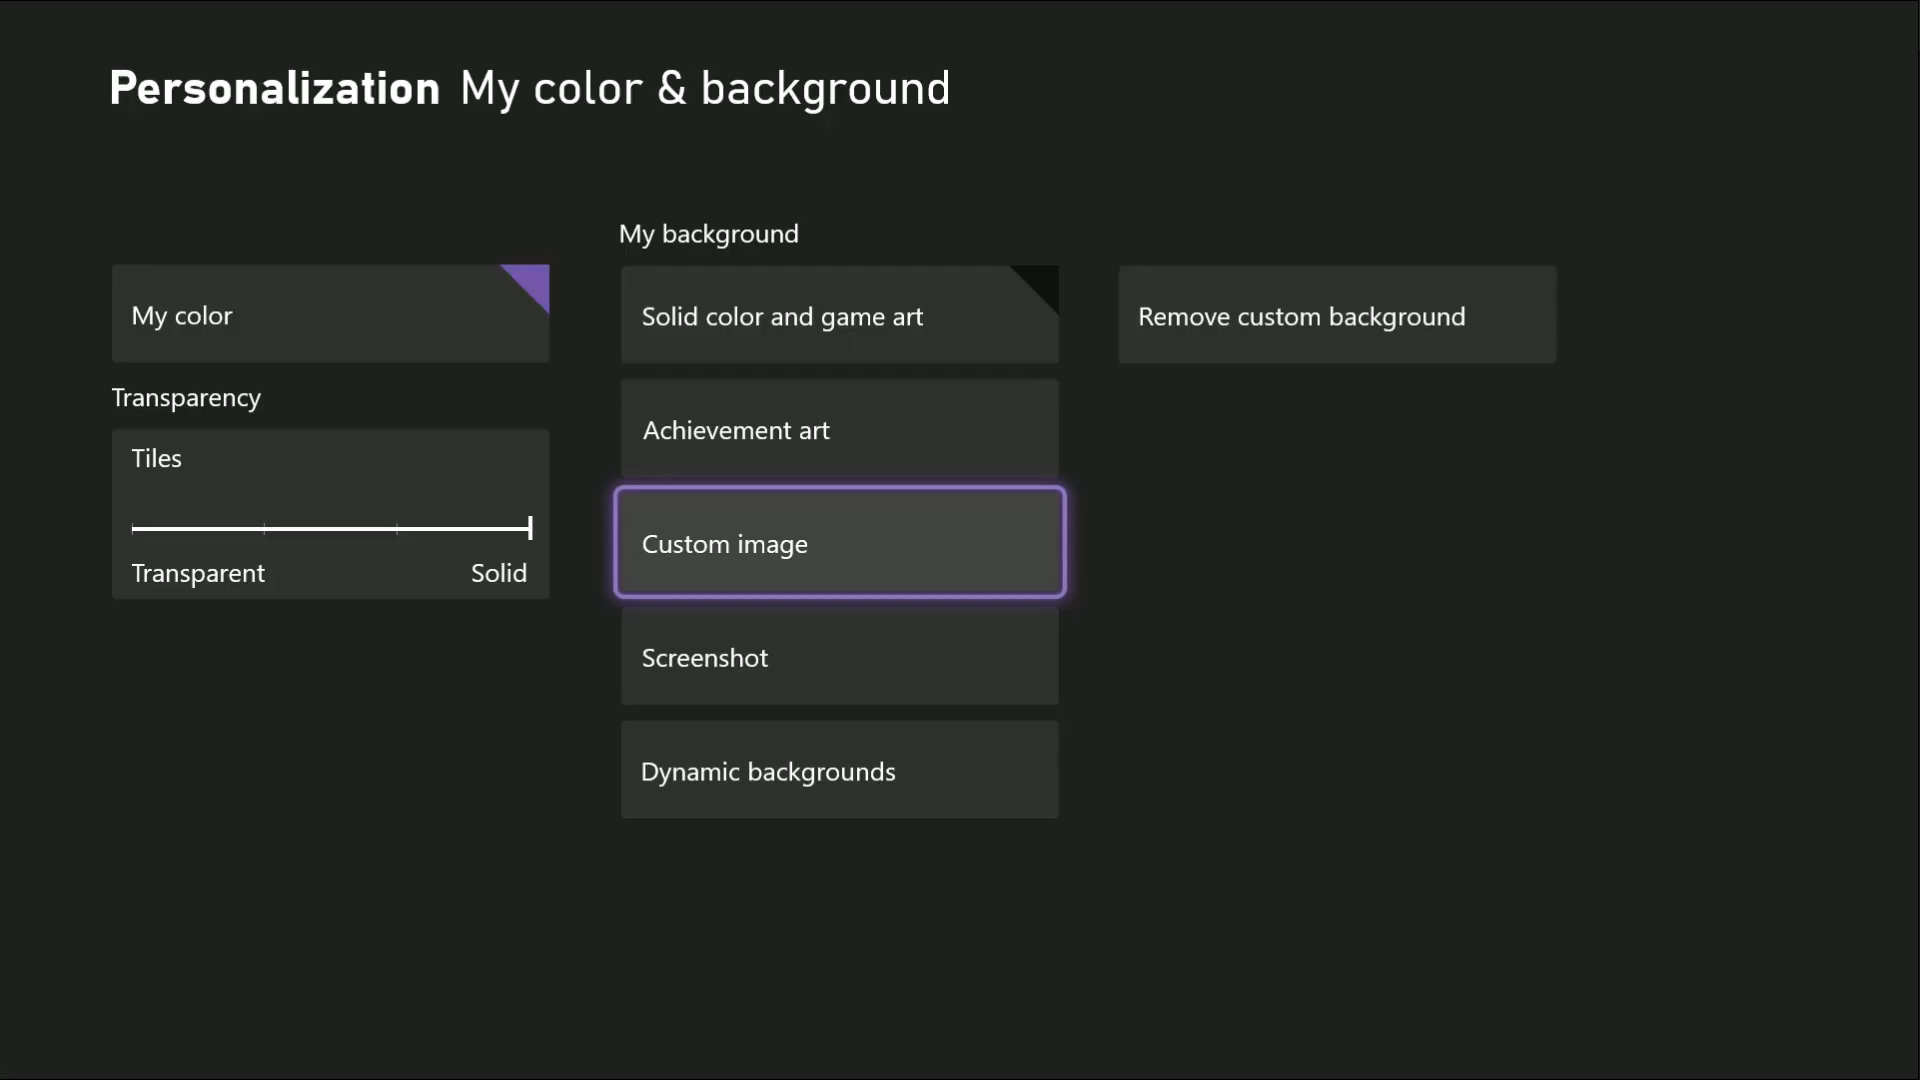 Personalization My color & background
My color
Transparency
Tiles
Transparent Solid
My background
Solid color and game art
Achievement art
Custom image
Screenshot
Dynamic backgrounds
Remove custom background